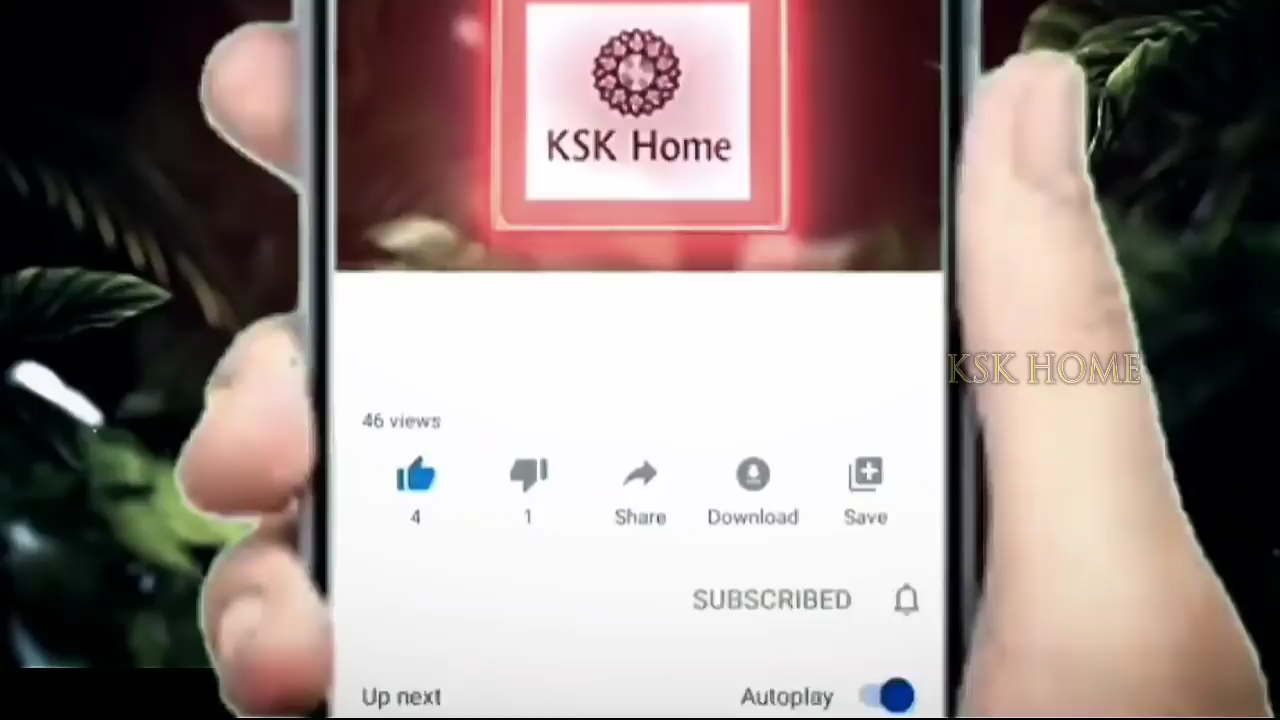 KSK Home
KSK HOME
46 views
4
1
Share
Download
Save
SUBSCRIBED
Up next
Autoplay